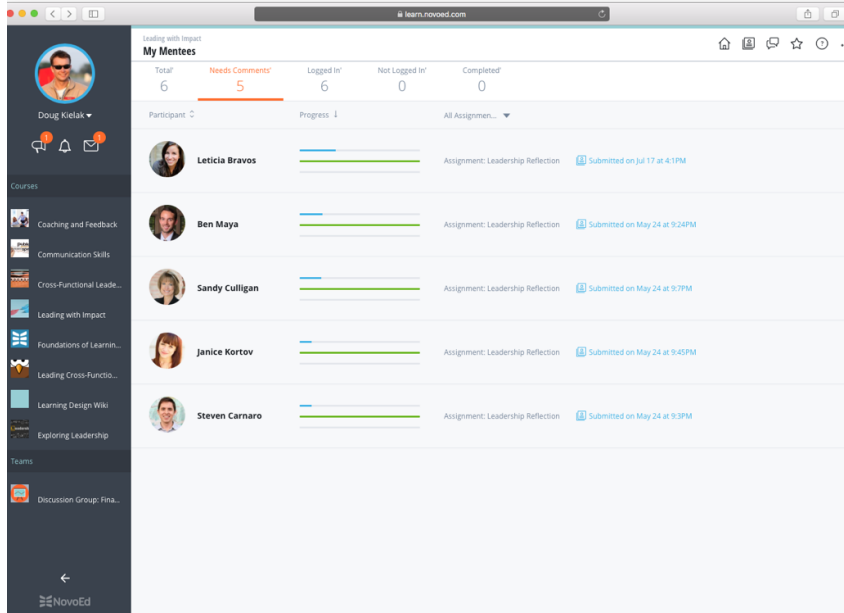 learn.novoed.com
Leading with Impact
My Mentees
Total'
6
Needs Comments'
5
Logged In'
6
Not Logged In'
0
Completed'
0
Doug Kielak
1
1
Participant
Progress
All Assignmen...
Leticia Bravos
Assignment: Leadership Reflection
Submitted on Jul 17 at 4:1PM
Ben Maya
Assignment: Leadership Reflection
Submitted on May 24 at 9:24PM
Sandy Culligan
Assignment: Leadership Reflection
Submitted on May 24 at 9:7PM
Janice Kortov
Assignment: Leadership Reflection
Submitted on May 24 at 9:45PM
Steven Carnaro
Assignment: Leadership Reflection
Submitted on May 24 at 9:3PM
Courses
Coaching and Feedback
Communication Skills
Cross-Functional Leade...
Leading with Impact
Foundations of Learnin...
Leading Cross-Functio...
Learning Design Wiki
Exploring Leadership
Teams
Discussion Group: Fina...
NovoEd